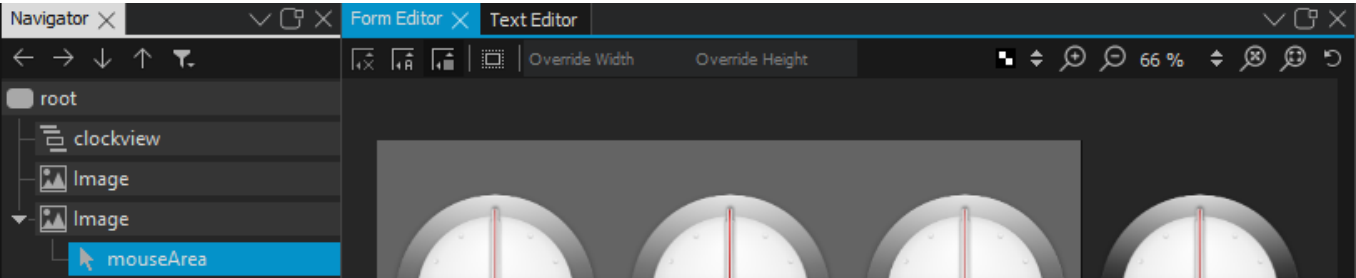 Navigator
Form Editor
Text Editor
Override Width
Override Height
66 %
root
clockview
Image
Image
mouseArea